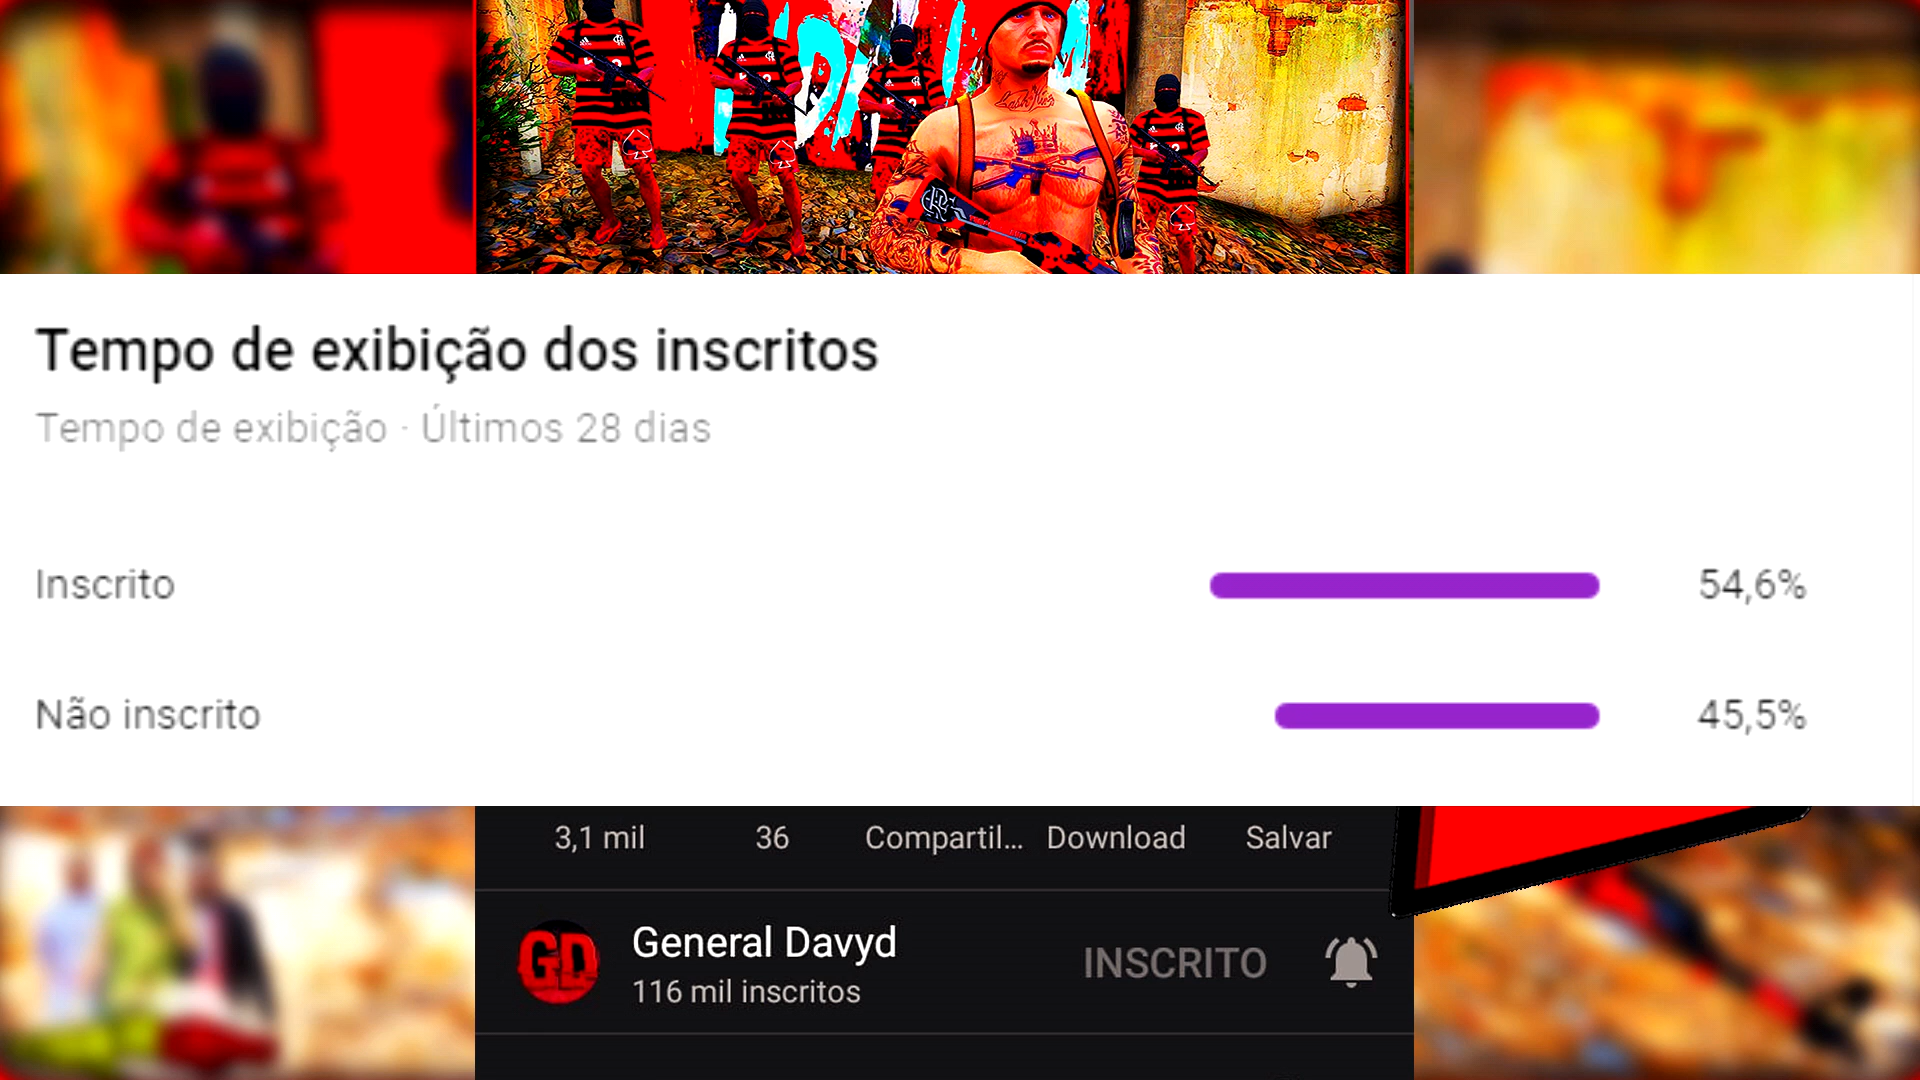 Tempo de exibição dos inscritos
Tempo de exibição · Últimos 28 dias
Inscrito 54,6%
Não inscrito 45,5%
3,1 mil 36 Compartil... Download Salvar
GD General Davyd INSCRITO
116 mil inscritos